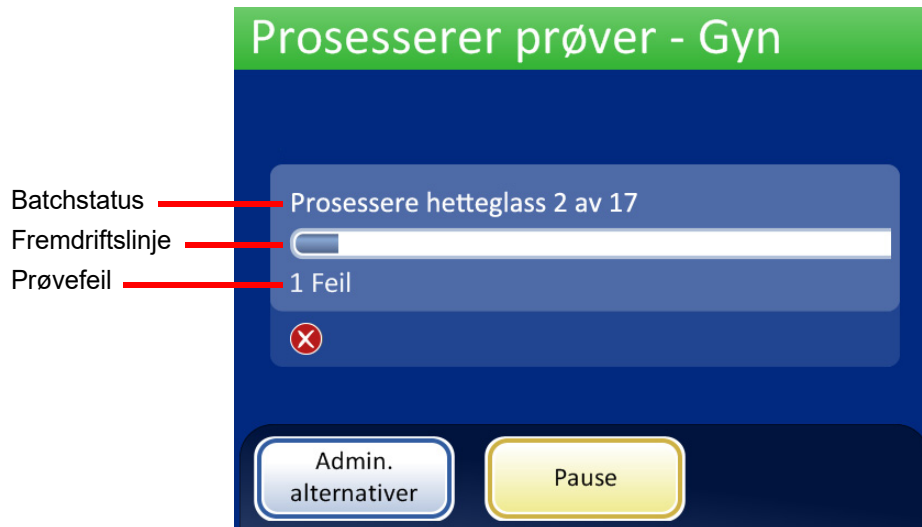 Prosesserer prøver - Gyn
Batchstatus
Prosessere hetteglass 2 av 17
Fremdriftslinje
Prøvefeil
1 Feil
Admin.
alternativer
Pause